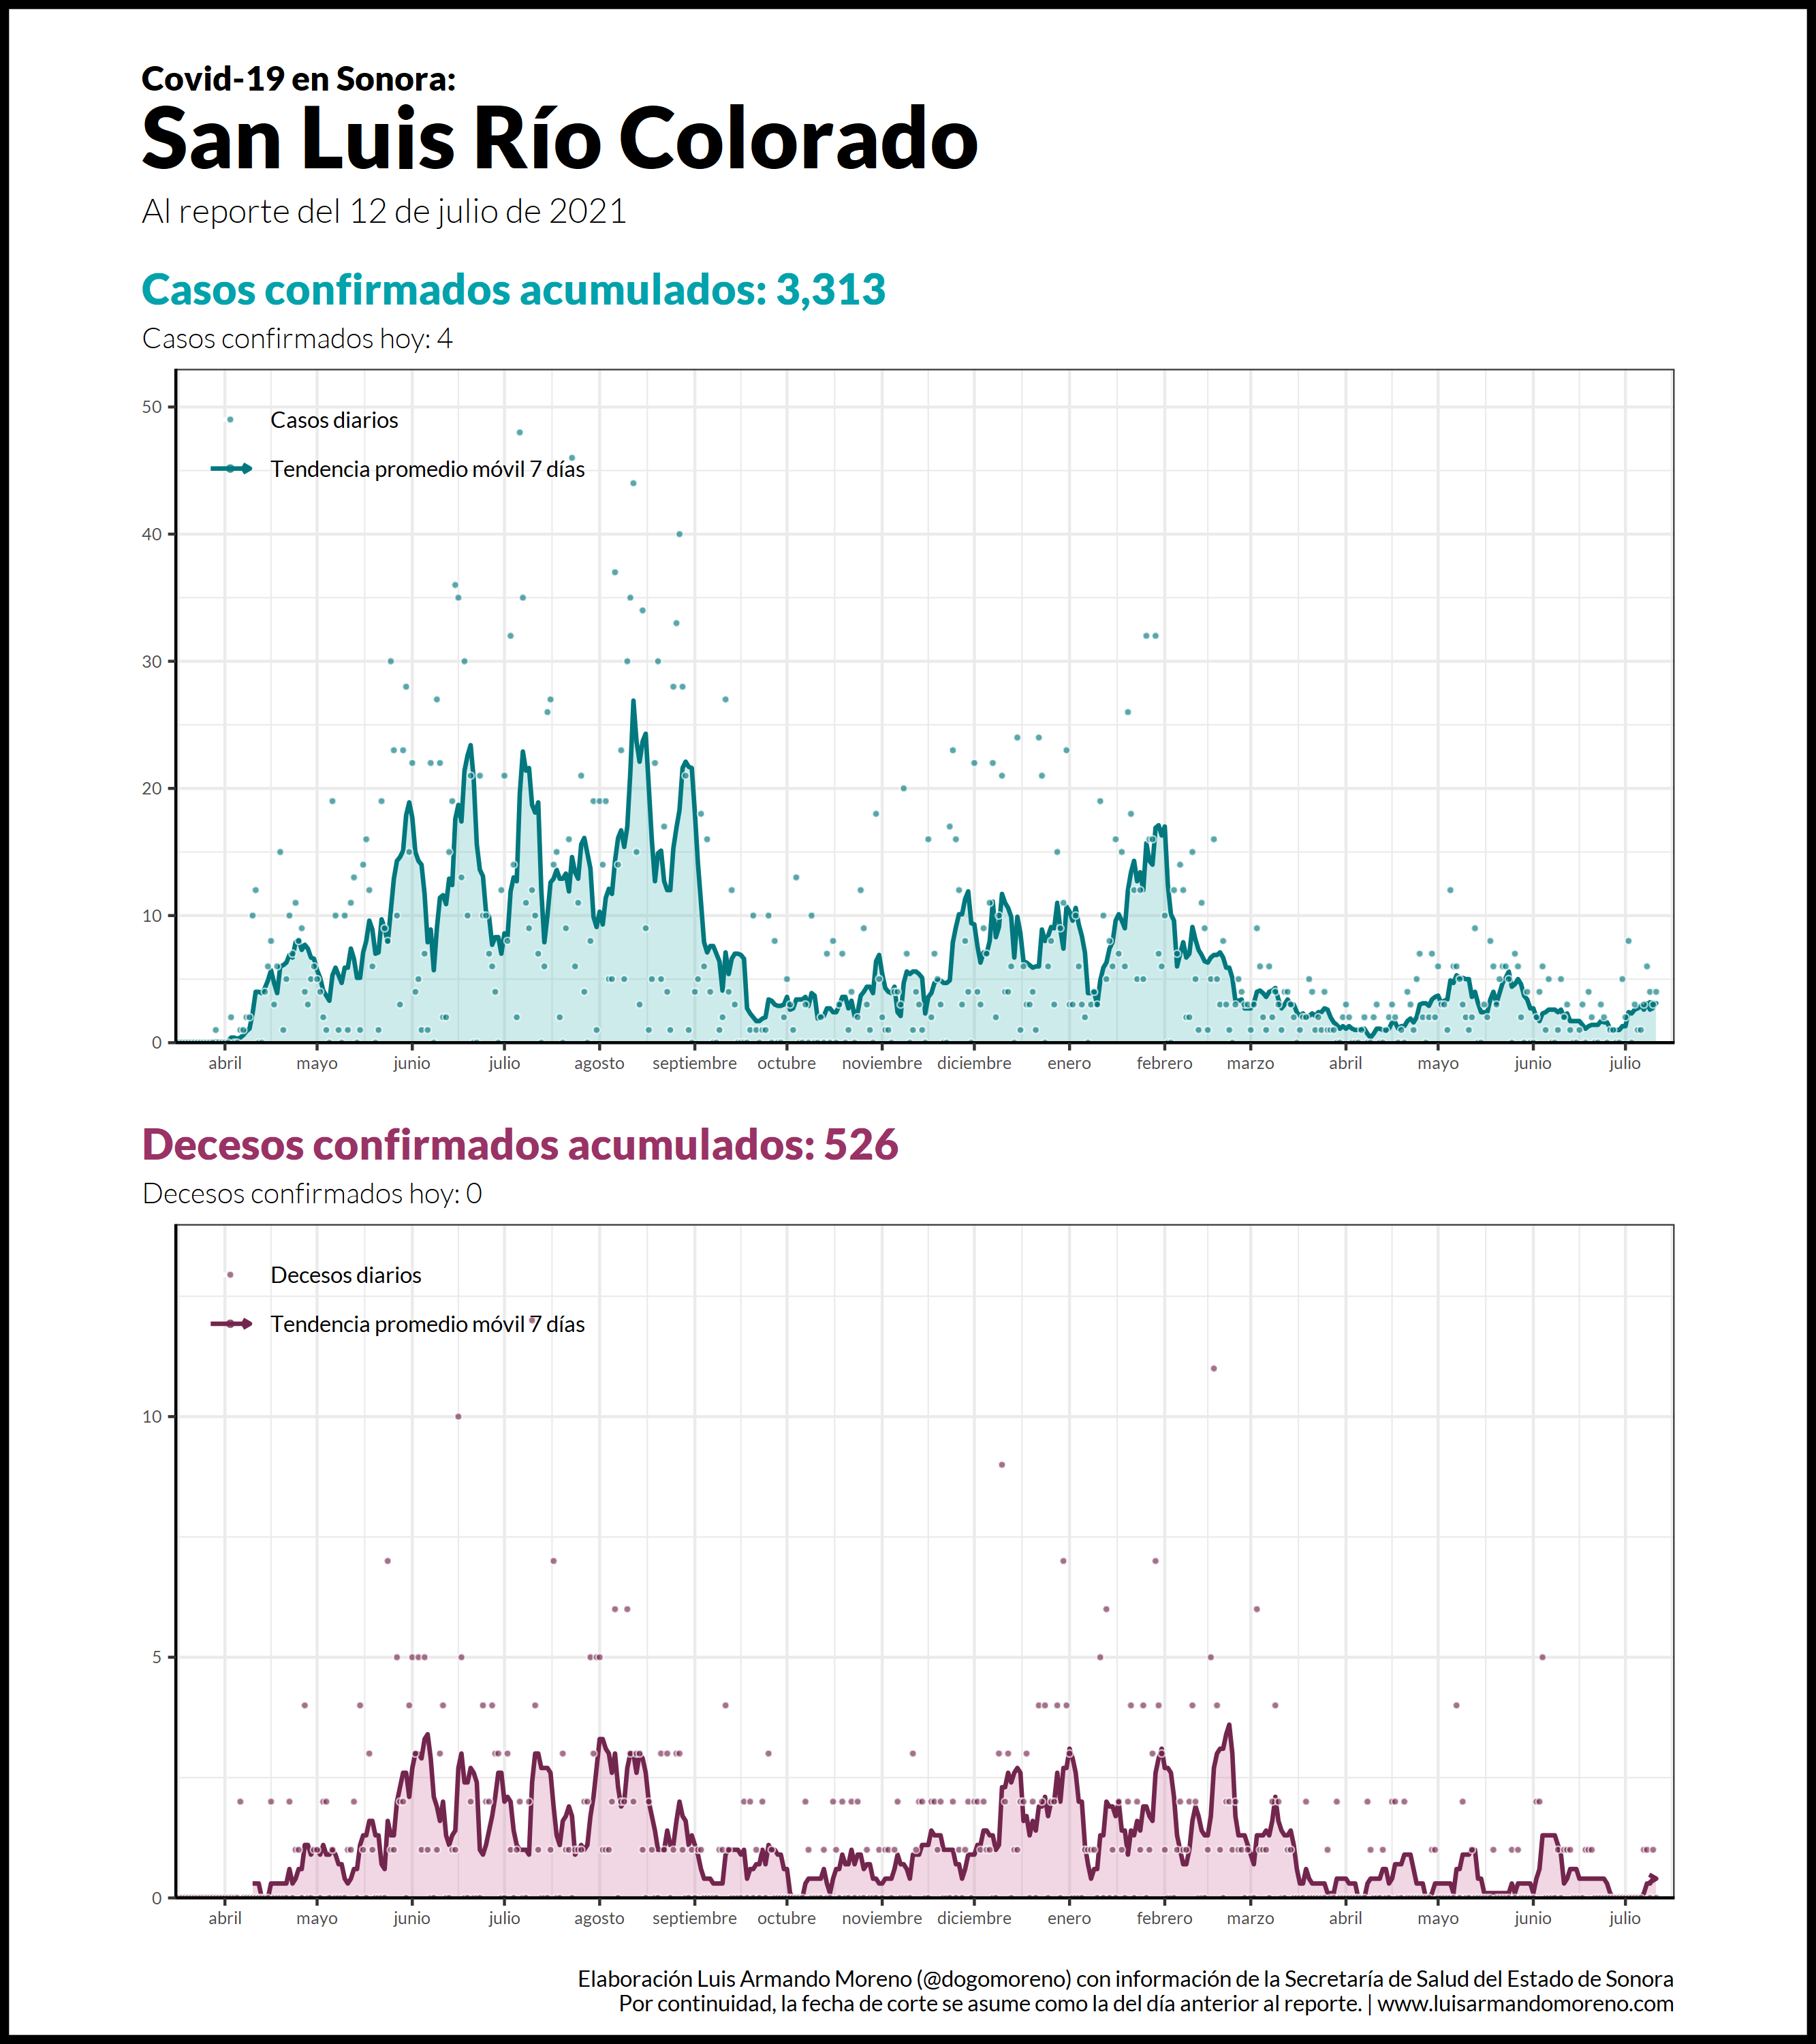 Covid-19 en Sonora:
San Luis Río Colorado
Al reporte del 12 de julio de 2021
Casos confirmados acumulados: 3,313
Casos confirmados hoy: 4
50
Casos diarios
Tendencia promedio móvil 7 días
40
30
20
10
0
abril mayo junio julio agosto septiembre octubre noviembre diciembre enero febrero marzo abril mayo junio julio
Decesos confirmados acumulados: 526
Decesos confirmados hoy: 0
Decesos diarios
Tendencia promedio móvil 7 días
10
5
0
abril mayo junio julio agosto septiembre octubre noviembre diciembre enero febrero marzo abril mayo junio julio
Elaboración Luis Armando Moreno (@dogomoreno) con información de la Secretaría de Salud del Estado de Sonora
Por continuidad, la fecha de corte se asume como la del día anterior al reporte. | www.luisarmandomoreno.com